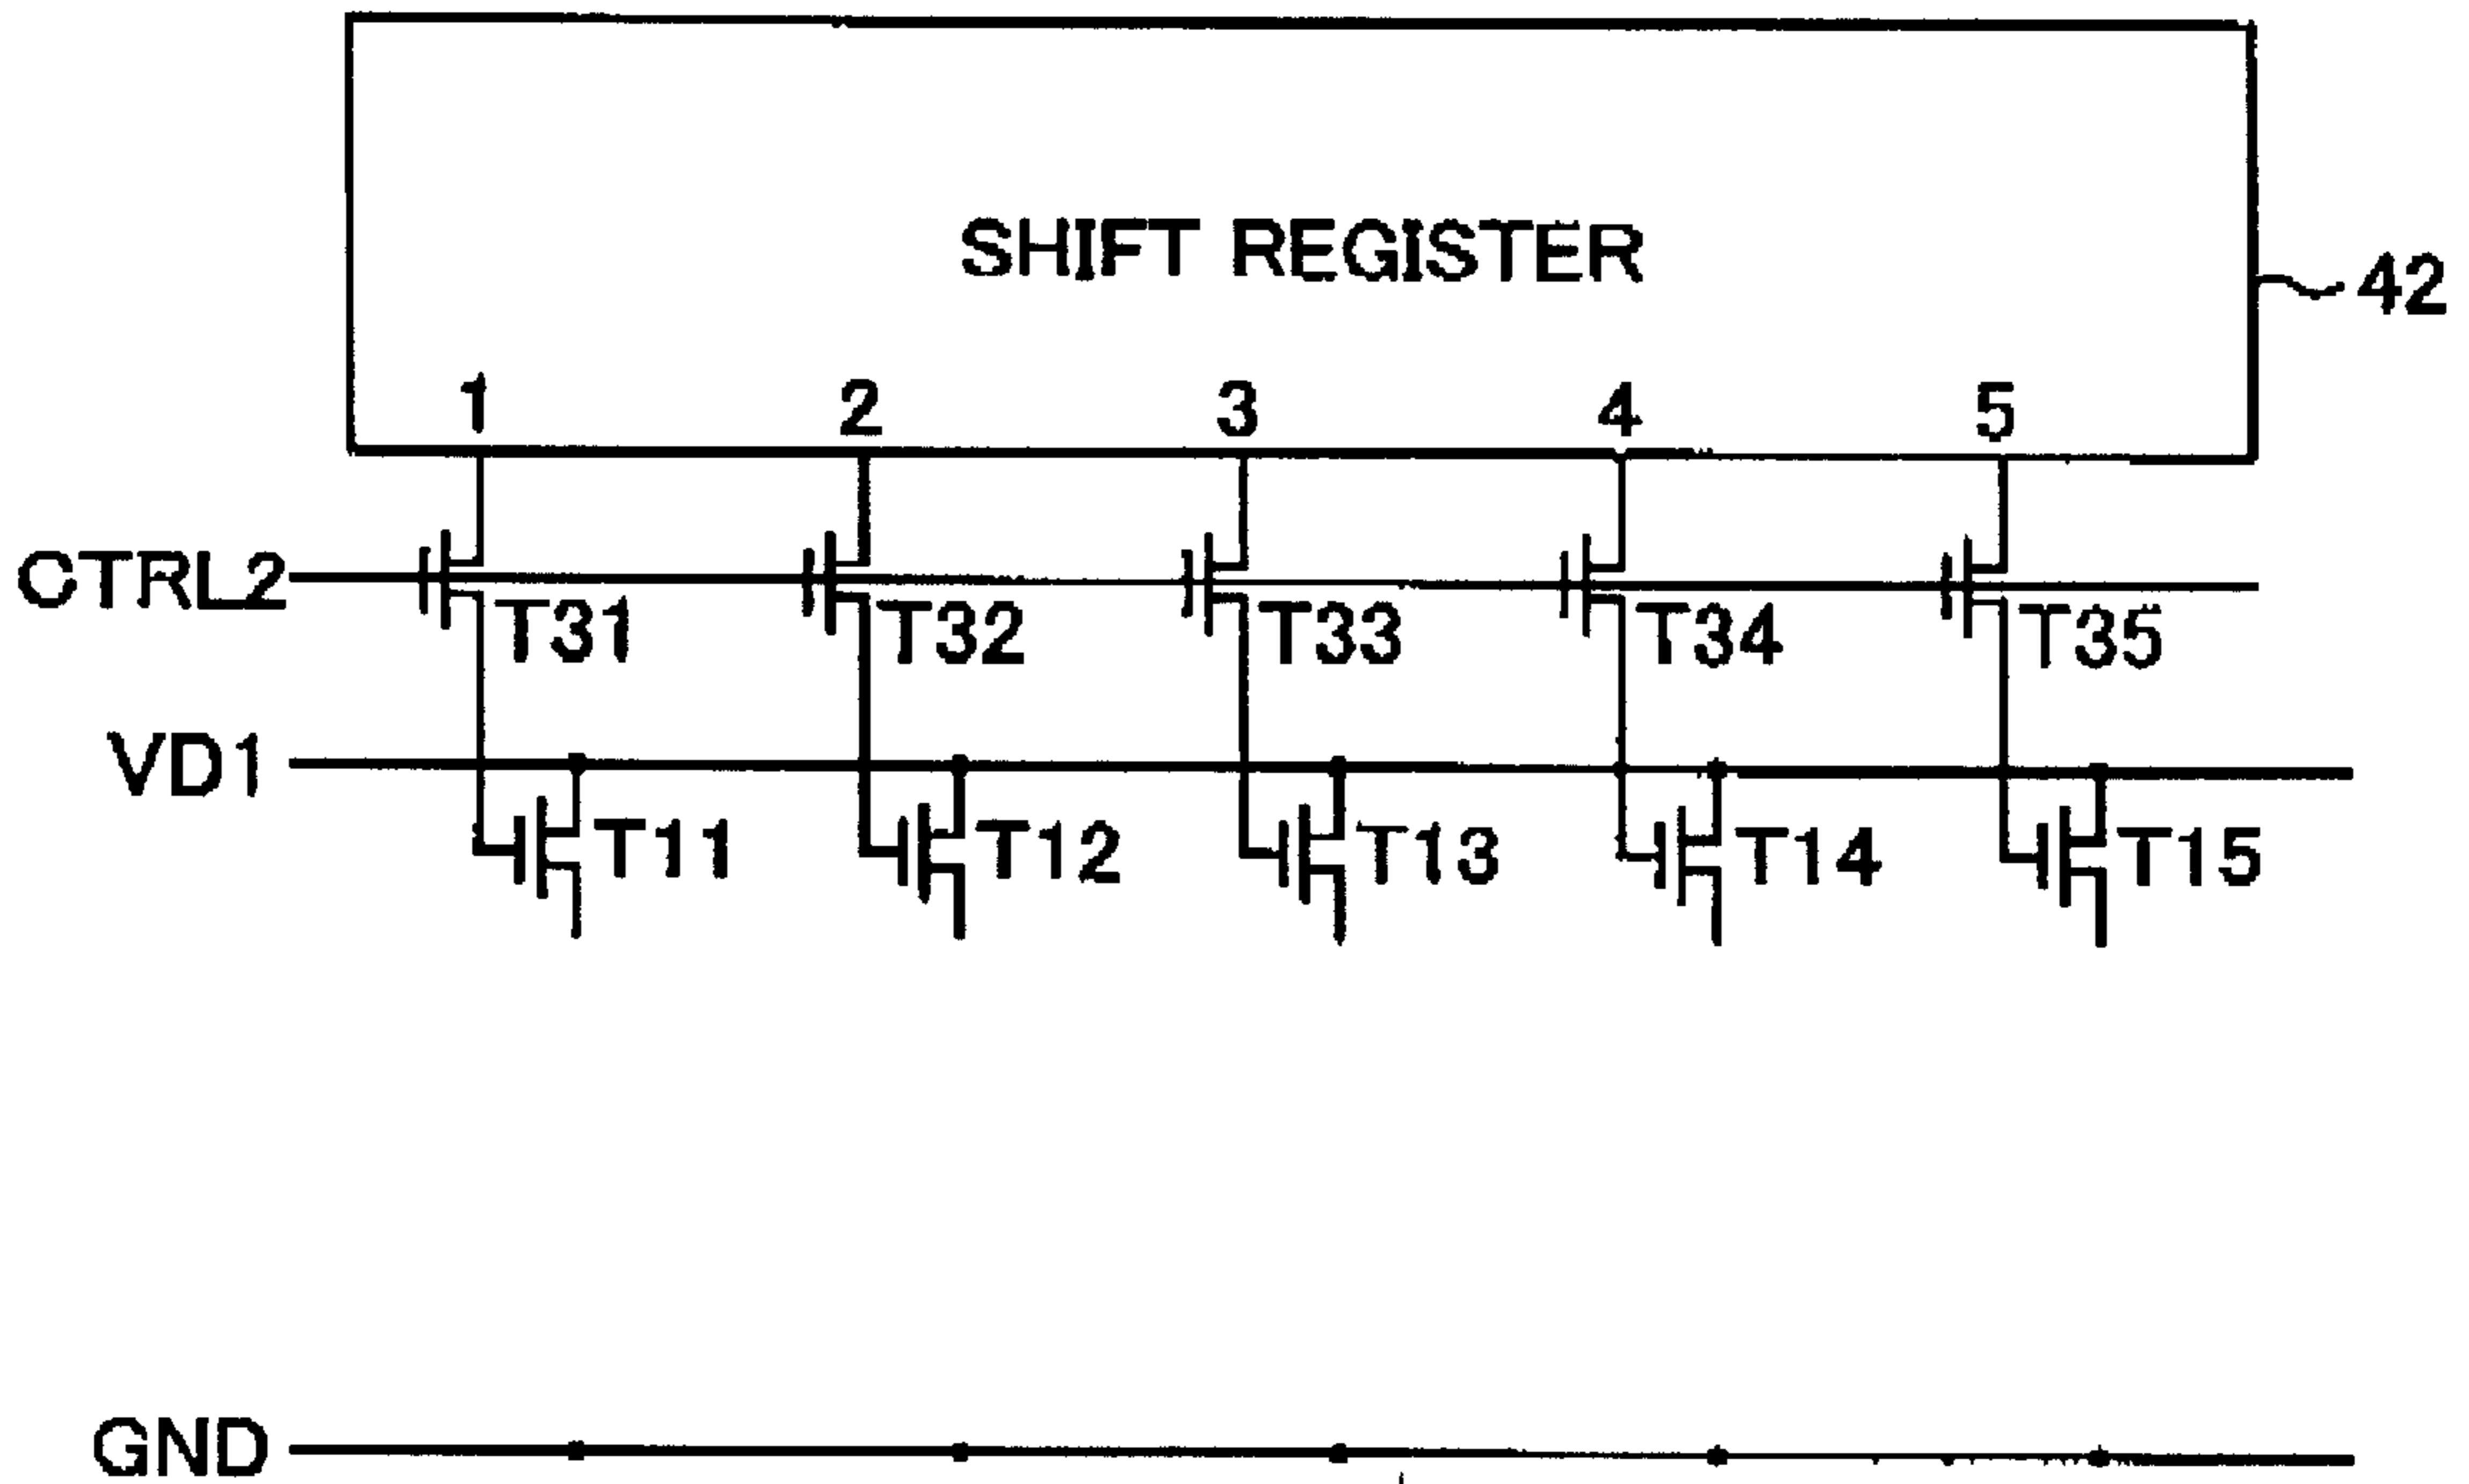 SHIFT REGISTER
42
1 2 3 4 5
CTRL2
T31 T32 T33 T34 T35
VD1
T11 T12 T13 T14 T15
GND